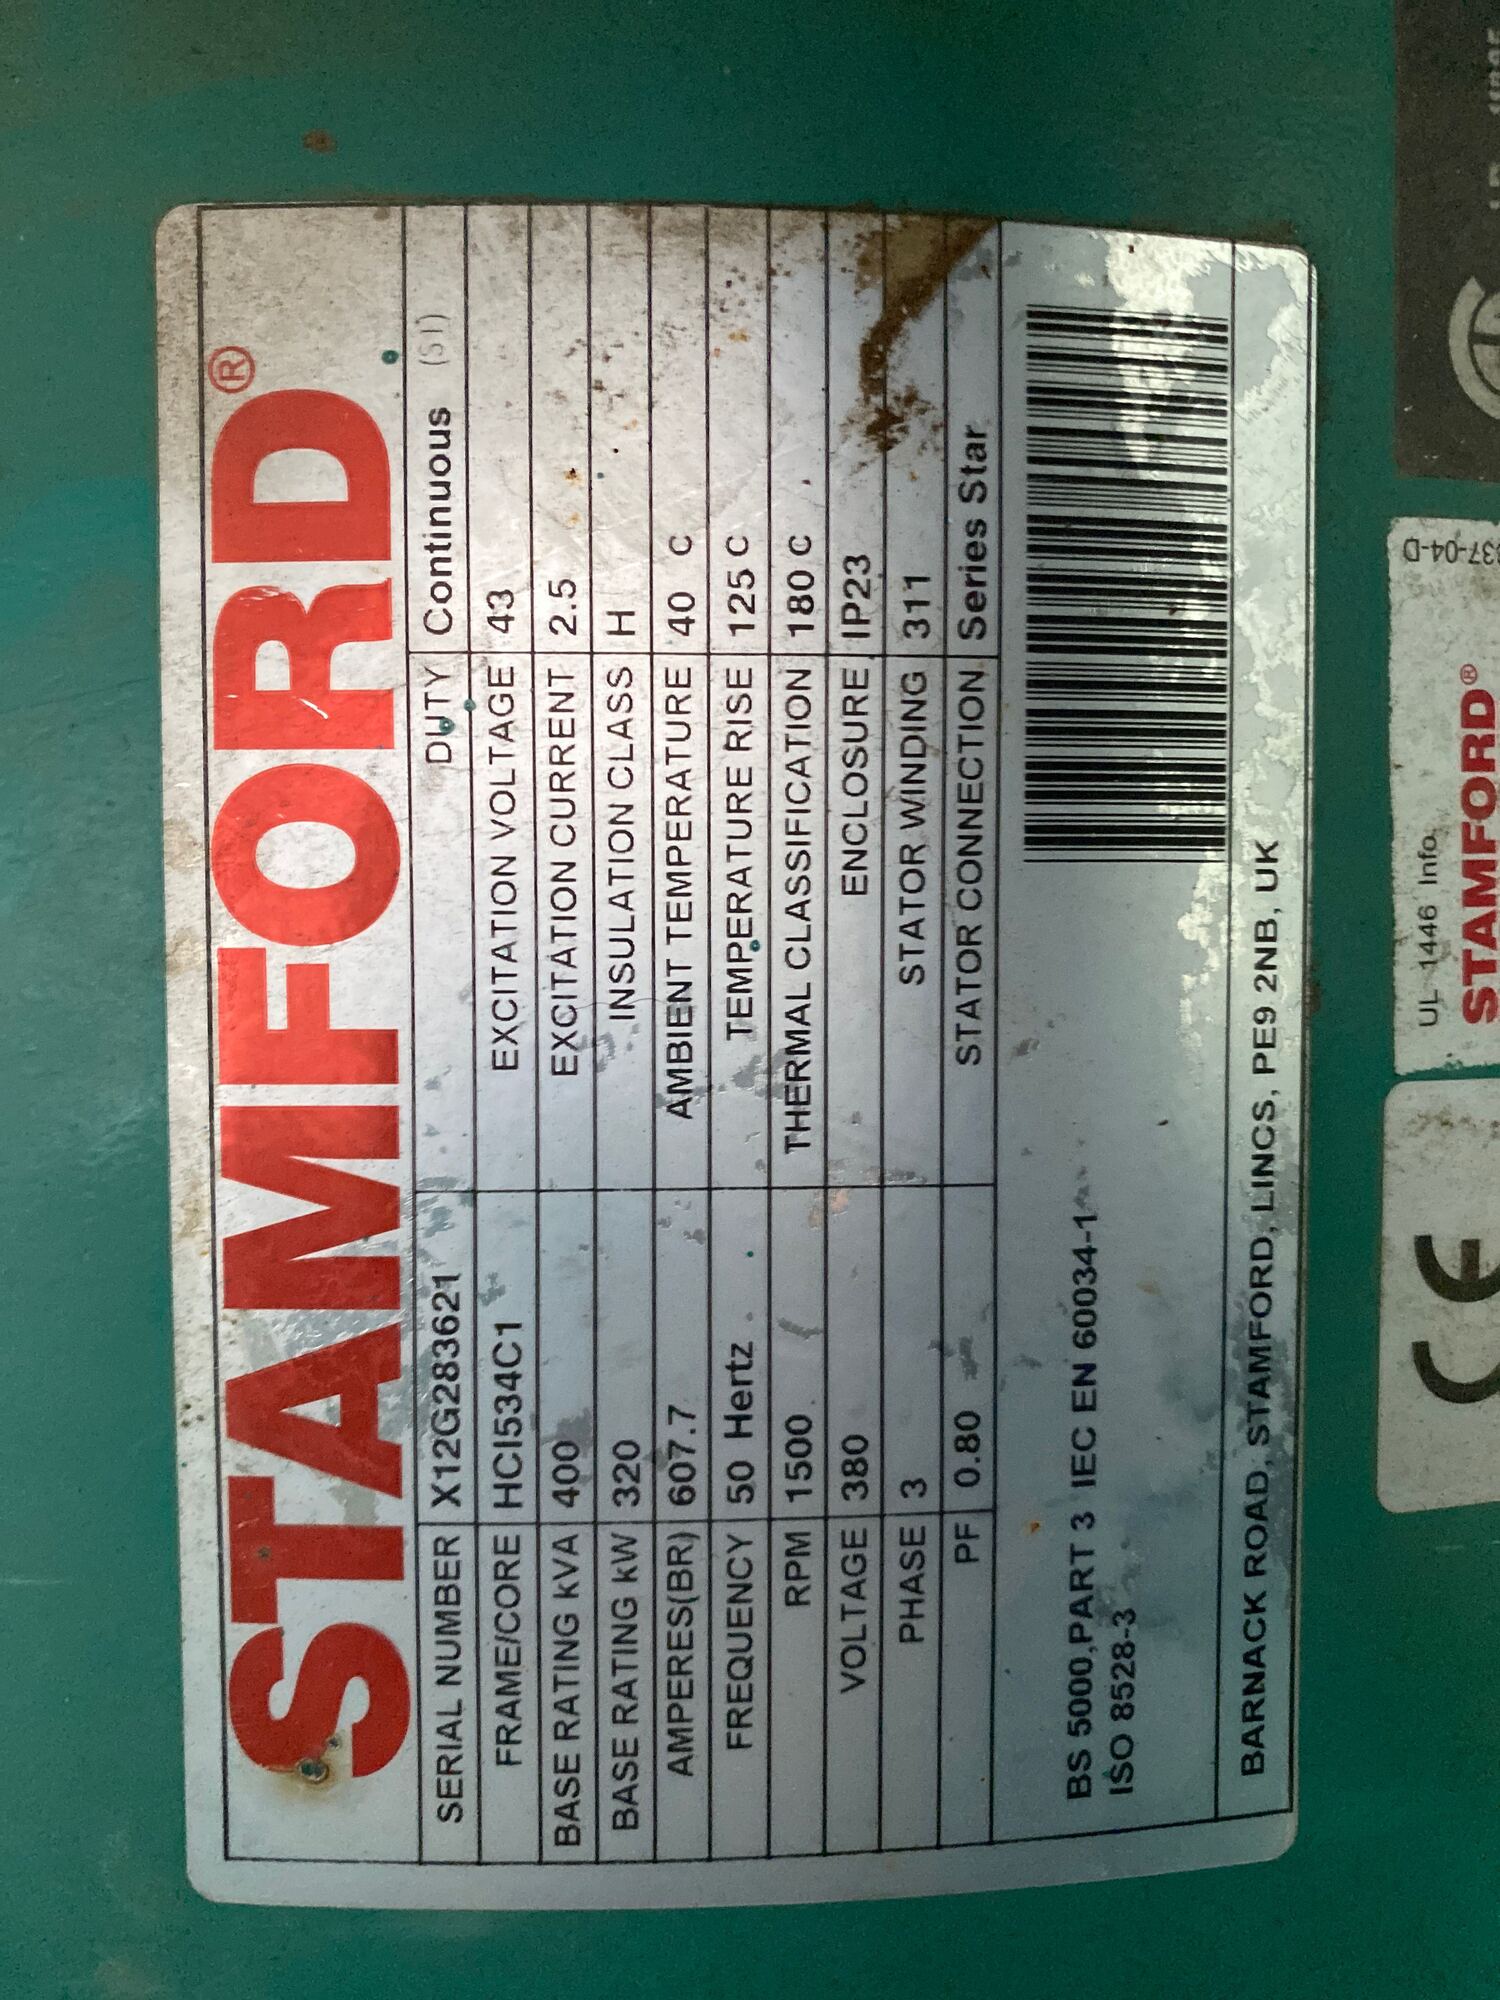 STAMFORD®
SERIAL NUMBER X12G283621 DUTY Continuous (S1)
FRAME/CORE HCI534C1 EXCITATION VOLTAGE 43
BASE RATING kVA 400 EXCITATION CURRENT 2.5
BASE RATING kW 320 INSULATION CLASS H
AMPERES(BR) 607.7 AMBIENT TEMPERATURE 40 C
FREQUENCY 50 Hertz TEMPERATURE RISE 125 C
RPM 1500 THERMAL CLASSIFICATION 180 C
VOLTAGE 380 ENCLOSURE IP23
PHASE 3 STATOR WINDING 311
PF 0.80 STATOR CONNECTION Series Star
BS 5000,PART 3 IEC EN 60034-1
ISO 8528-3
BARNACK ROAD, STAMFORD, LINCS, PE9 2NB, UK
CE
UL 1446 Info.
STAMFORD®
37-04-D